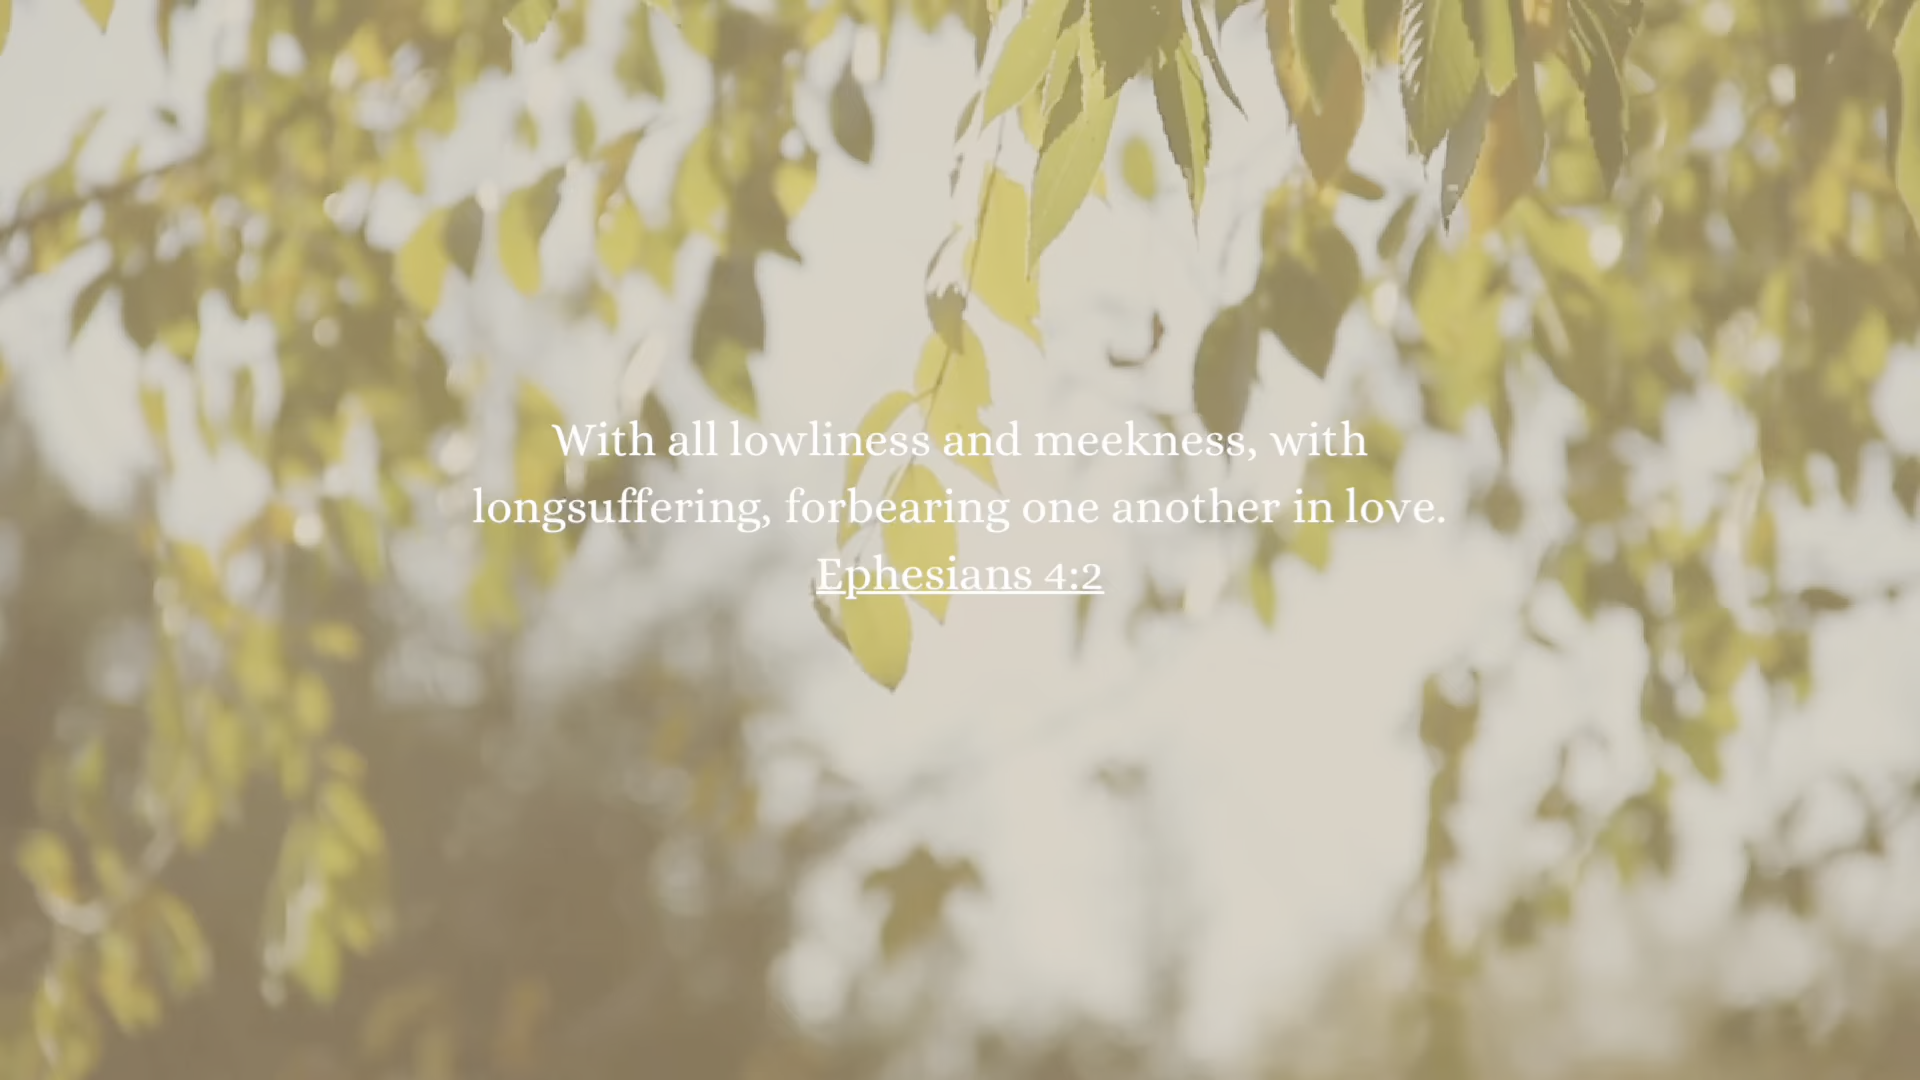 With all lowliness and meekness, with
longsuffering, forbearing one another in love.
Ephesians 4:2